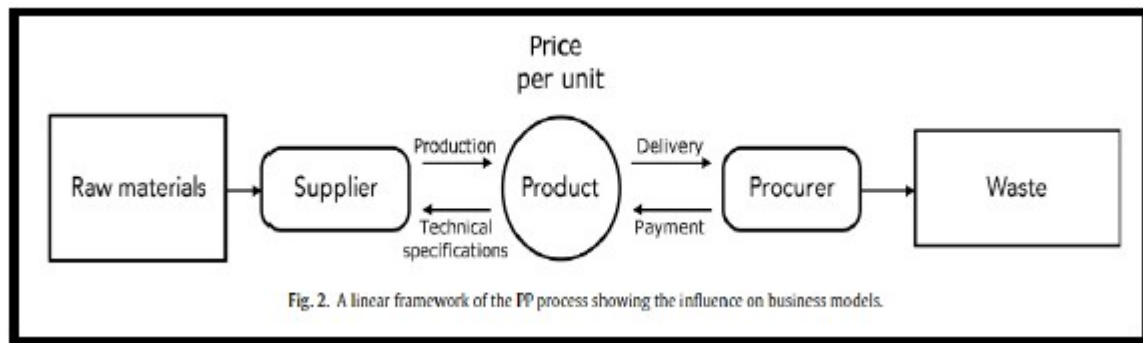 Price
per unit
Raw materials
Supplier
Production
Technical
specifications
Product
Delivery
Payment
Procurer
Waste
Fig. 2. A linear framework of the PP process showing the influence on business models.